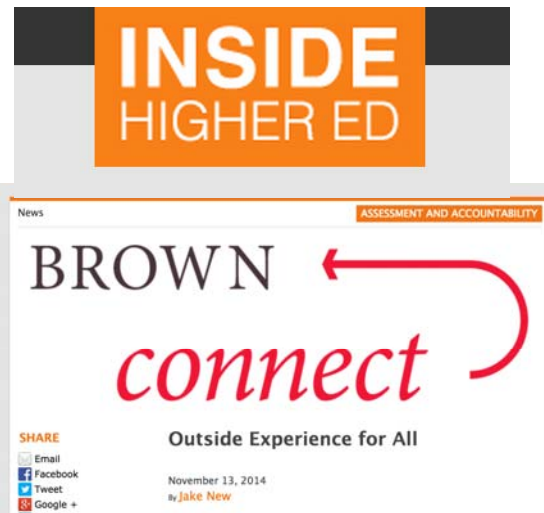 INSIDE
HIGHER ED
News
ASSESSMENT AND ACCOUNTABILITY
BROWN
connect
SHARE
Outside Experience for All
Email
Facebook
November 13, 2014
Tweet
By Jake New
Google +